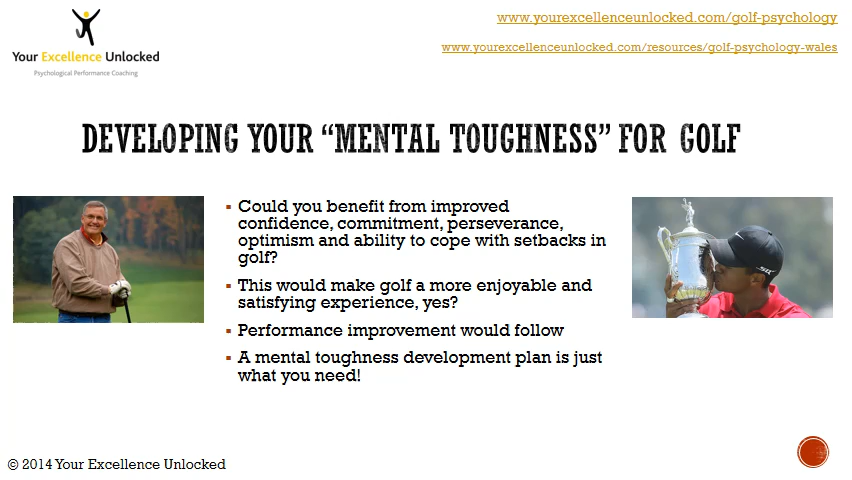 www.yourexcellenceunlocked.com/golf-psychology
Your Excellence Unlocked
www.yourexcellenceunlocked.com/resources/golf-psychology-wales
Psychological Performance Coaching
DEVELOPING YOUR “MENTAL TOUGHNESS” FOR GOLF
▪ Could you benefit from improved
confidence, commitment, perseverance,
optimism and ability to cope with setbacks in
golf?
▪ This would make golf a more enjoyable and
satisfying experience, yes?
▪ Performance improvement would follow
▪ A mental toughness development plan is just
what you need!
© 2014 Your Excellence Unlocked